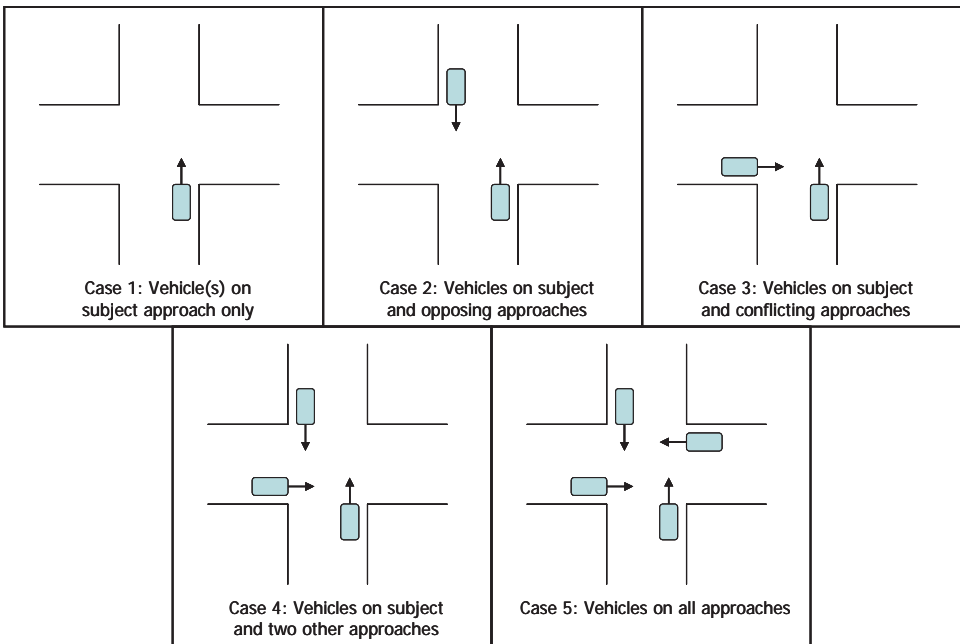 Case 1: Vehicle(s) on
subject approach only
Case 2: Vehicles on subject
and opposing approaches
Case 3: Vehicles on subject
and conflicting approaches
Case 4: Vehicles on subject
and two other approaches
Case 5: Vehicles on all approaches